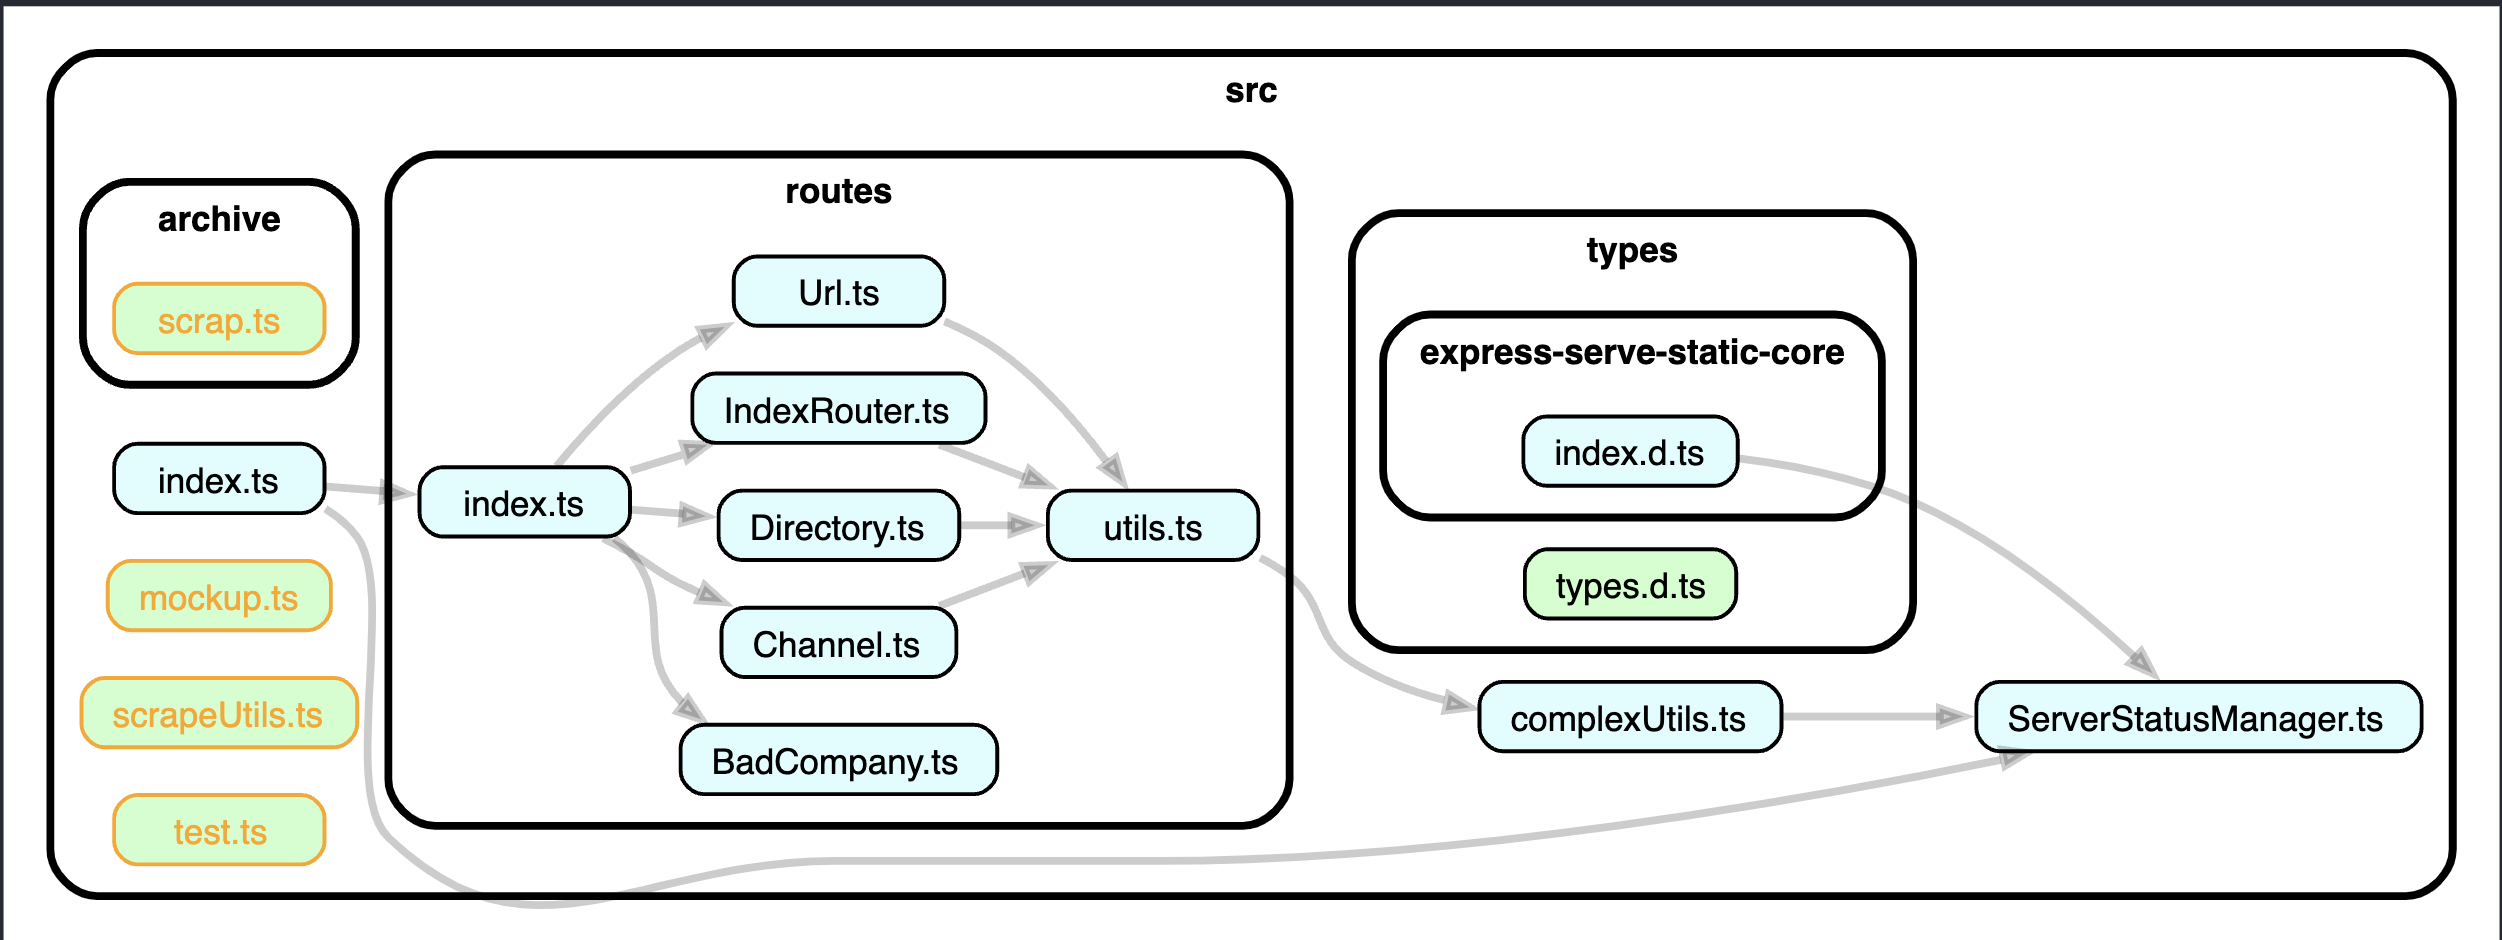 src
archive
scrap.ts
index.ts
mockup.ts
scrapeUtils.ts
test.ts
routes
index.ts
Url.ts
IndexRouter.ts
Directory.ts
Channel.ts
BadCompany.ts
utils.ts
types
express-serve-static-core
index.d.ts
types.d.ts
complexUtils.ts
ServerStatusManager.ts